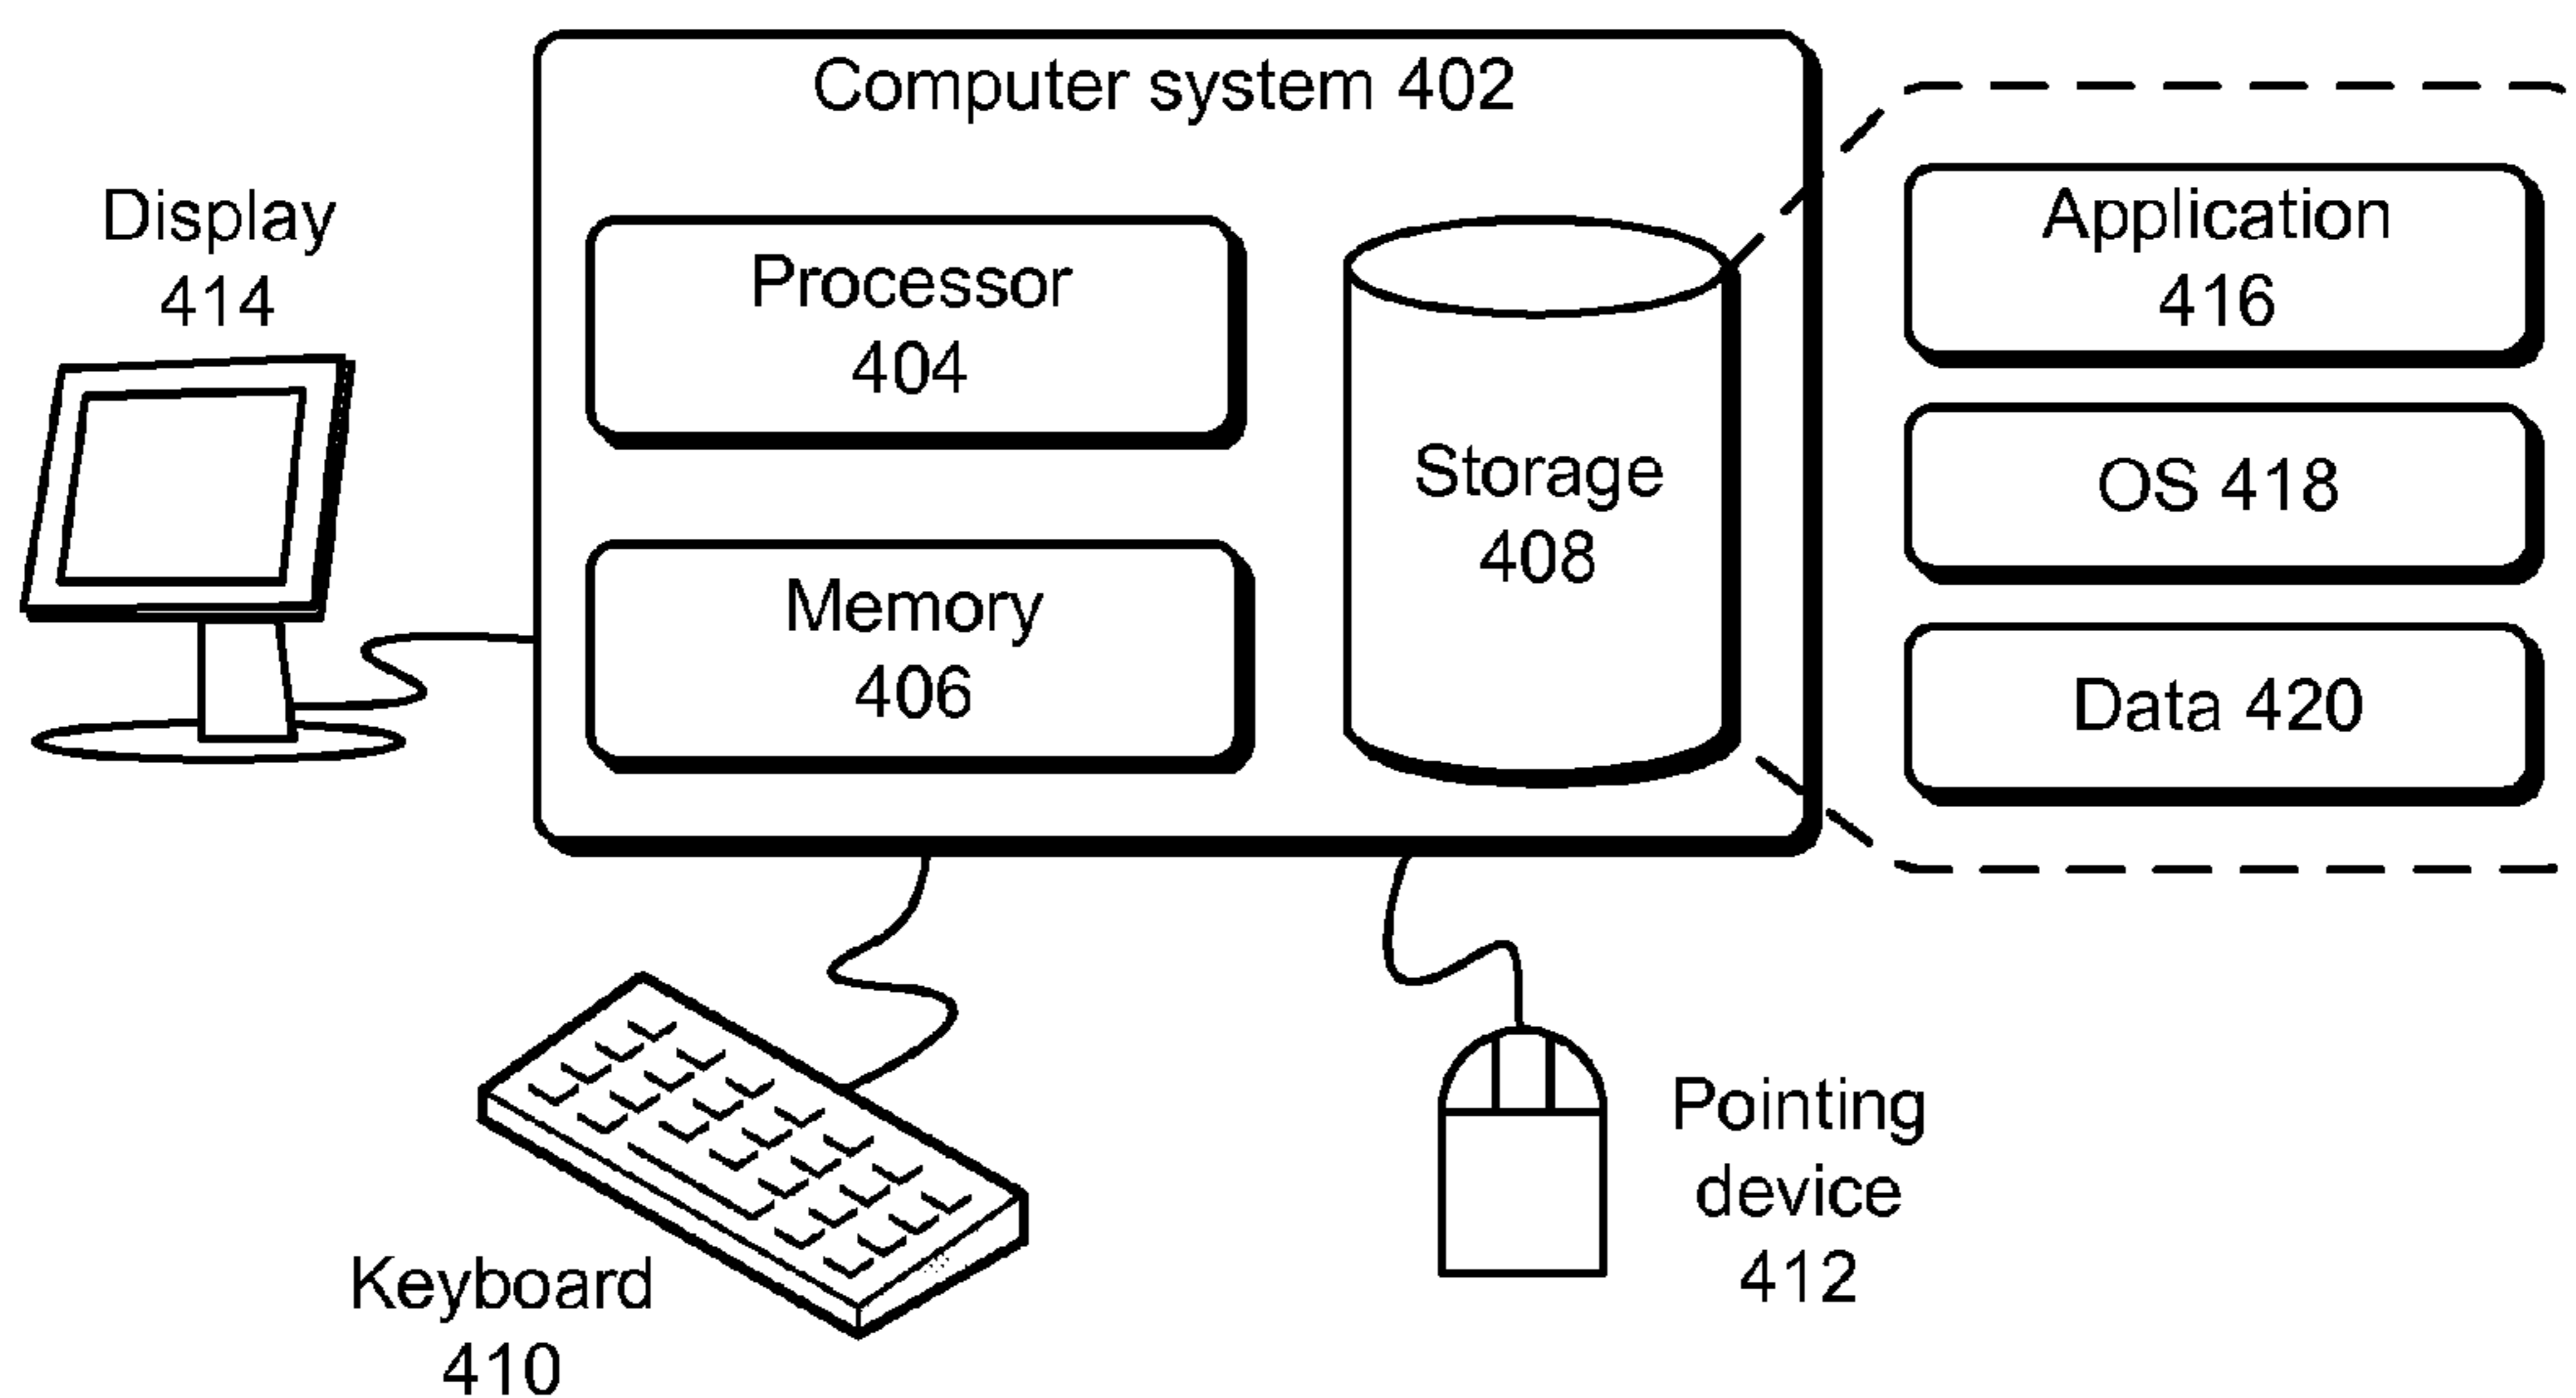 Computer system 402
Display
414
Processor
404
Memory
406
Storage
408
Application
416
OS 418
Data 420
Keyboard
410
Pointing
device
412